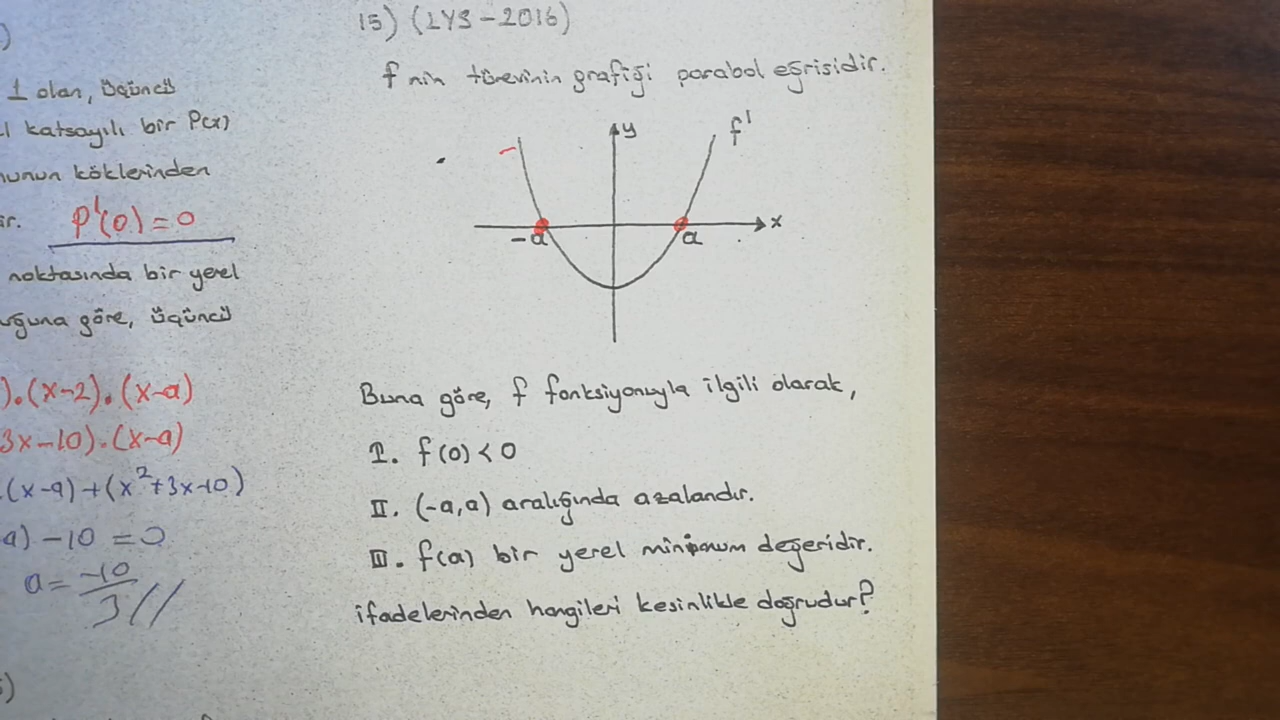 )
1 olan, üçüncü
katsayılı bir P(x)
köklerinden
P'(0)=0
noktasında bir yerel
göre, üçüncü
).(x-2).(x-a)
3x-10).(x-a)
(x-a)+(x²+3x-10)
a)-10=0
a=-10/3//
15) (LYS-2016)
f nin türevinin grafiği parabol eğrisidir.
y
f'
x
-a
a
Buna göre, f fonksiyonuyla ilgili olarak,
I. f(0)<0
II. (-a,a) aralığında azalandır.
III. f(a) bir yerel minimum değeridir.
ifadelerinden hangileri kesinlikle doğrudur?